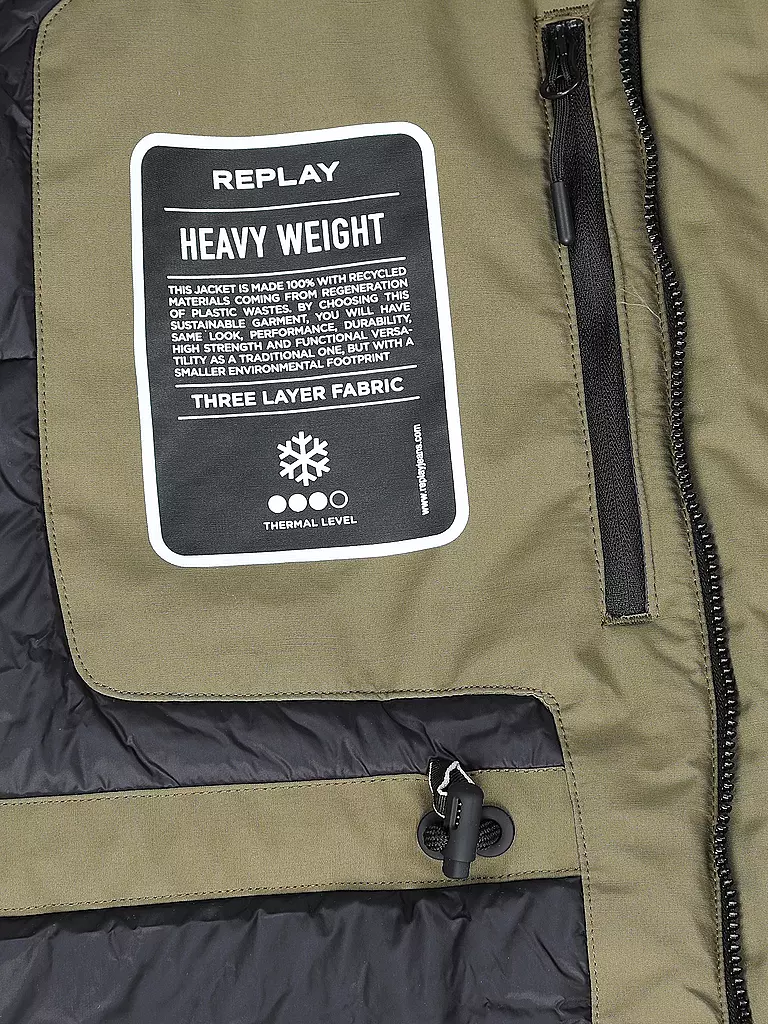 REPLAY
HEAVY WEIGHT
THIS JACKET IS MADE 100% WITH RECYCLED
MATERIALS COMING FROM REGENERATION
OF PLASTIC WASTES. BY CHOOSING THIS
SUSTAINABLE GARMENT, YOU WILL HAVE
SAME LOOK, PERFORMANCE, DURABILITY,
HIGH STRENGTH AND FUNCTIONAL VERSA-
TILITY AS A TRADITIONAL ONE, BUT WITH A
SMALLER ENVIRONMENTAL FOOTPRINT
THREE LAYER FABRIC
THERMAL LEVEL
www.replayjeans.com